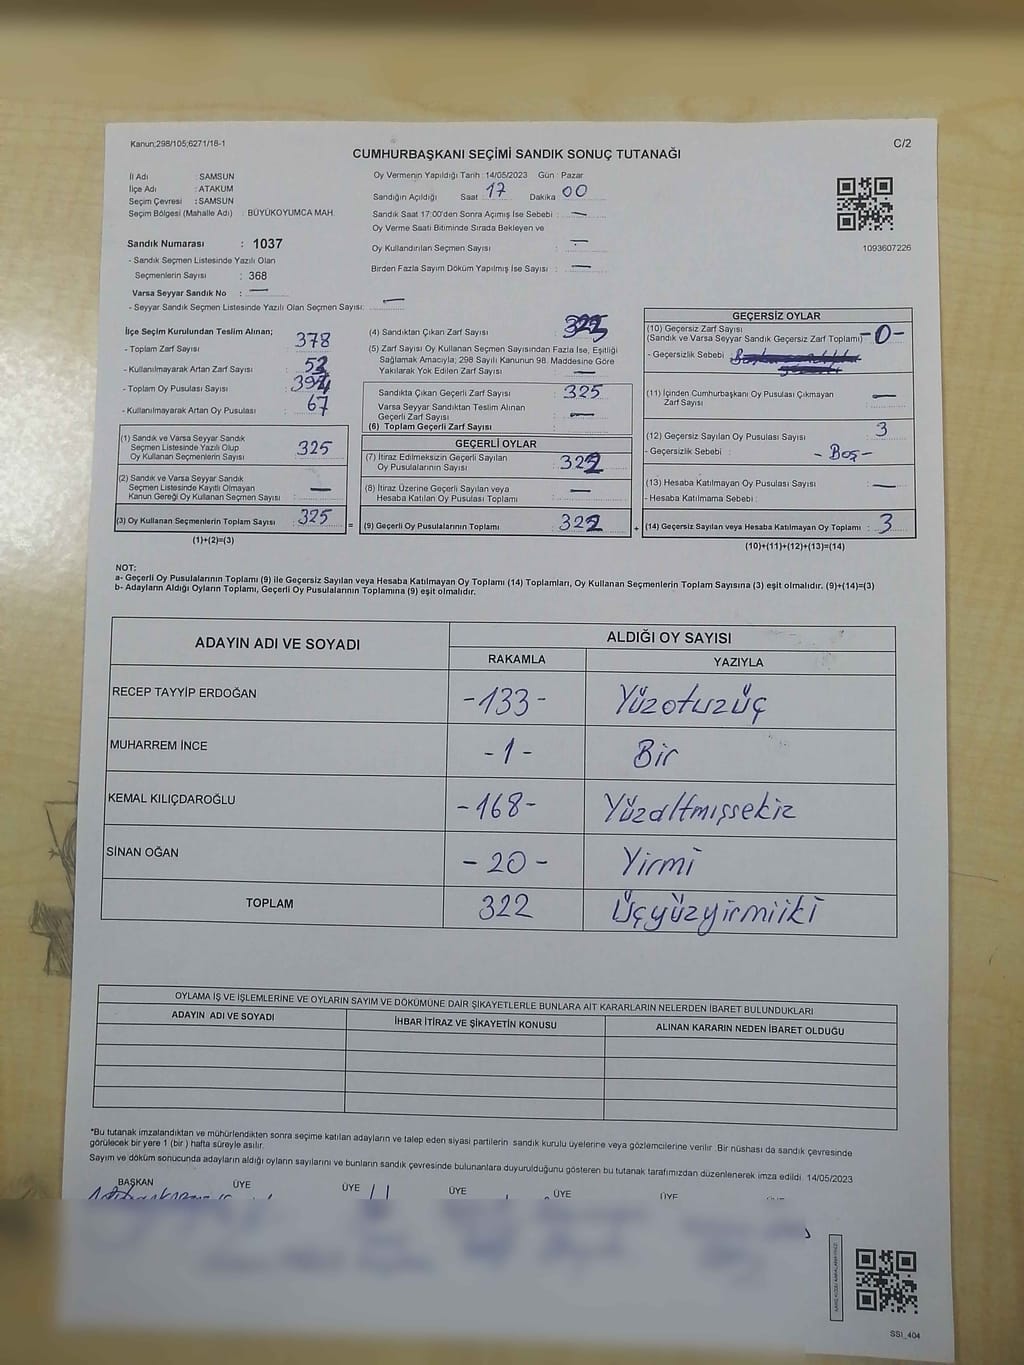 Kanun;298/105;6271/18-1
C/2
CUMHURBAŞKANI SEÇİMİ SANDIK SONUÇ TUTANAĞI
İl Adı : SAMSUN
İlçe Adı : ATAKUM
Seçim Çevresi : SAMSUN
Seçim Bölgesi (Mahalle Adı) : BÜYÜKOYUMCA MAH.
Sandık Numarası : 1037
- Sandık Seçmen Listesinde Yazılı Olan
Seçmenlerin Sayısı : 368
Varsa Seyyar Sandık No : —
- Seyyar Sandık Seçmen Listesinde Yazılı Olan Seçmen Sayısı: —
Oy Vermenin Yapıldığı Tarih : 14/05/2023 Gün : Pazar
Sandığın Açıldığı Saat 17 Dakika 00
Sandık Saat 17:00'den Sonra Açımış İse Sebebi : —
Oy Verme Saati Bitiminde Sırada Bekleyen ve
Oy Kullandırılan Seçmen Sayısı : —
Birden Fazla Sayım Döküm Yapılmış İse Sayısı : —
1093607226
İlçe Seçim Kurulundan Teslim Alınan;
- Toplam Zarf Sayısı : 378
- Kullanılmayarak Artan Zarf Sayısı : 53
- Toplam Oy Pusulası Sayısı :
- Kullanılmayarak Artan Oy Pusulası : 67
(1) Sandık ve Varsa Seyyar Sandık
Seçmen Listesinde Yazılı Olup
Oy Kullanan Seçmenlerin Sayısı : 325
(2) Sandık ve Varsa Seyyar Sandık
Seçmen Listesinde Kayıtlı Olmayan
Kanun Gereği Oy Kullanan Seçmen Sayısı : —
(3) Oy Kullanan Seçmenlerin Toplam Sayısı : 325 =
(1)+(2)=(3)
(4) Sandıktan Çıkan Zarf Sayısı : 325
(5) Zarf Sayısı Oy Kullanan Seçmen Sayısından Fazla İse, Eşitliği
Sağlamak Amacıyla; 298 Sayılı Kanunun 98. Maddesine Göre
Yakılarak Yok Edilen Zarf Sayısı : —
Sandıkta Çıkan Geçerli Zarf Sayısı : 325
Varsa Seyyar Sandıktan Teslim Alınan
Geçerli Zarf Sayısı : —
(6) Toplam Geçerli Zarf Sayısı :
GEÇERLİ OYLAR
(7) İtiraz Edilmeksizin Geçerli Sayılan
Oy Pusulalarının Sayısı : 322
(8) İtiraz Üzerine Geçerli Sayılan veya
Hesaba Katılan Oy Pusulası Toplamı : —
(9) Geçerli Oy Pusulalarının Toplamı : 322 +
GEÇERSİZ OYLAR
(10) Geçersiz Zarf Sayısı
(Sandık ve Varsa Seyyar Sandık Geçersiz Zarf Toplamı) -0-
- Geçersizlik Sebebi :
(11) İçinden Cumhurbaşkanı Oy Pusulası Çıkmayan
Zarf Sayısı : —
(12) Geçersiz Sayılan Oy Pusulası Sayısı : 3
- Geçersizlik Sebebi : - Boş -
(13) Hesaba Katılmayan Oy Pusulası Sayısı : —
- Hesaba Katılmama Sebebi :
(14) Geçersiz Sayılan veya Hesaba Katılmayan Oy Toplamı : 3
(10)+(11)+(12)+(13)=(14)
NOT:
a- Geçerli Oy Pusulalarının Toplamı (9) ile Geçersiz Sayılan veya Hesaba Katılmayan Oy Toplamı (14) Toplamları, Oy Kullanan Seçmenlerin Toplam Sayısına (3) eşit olmalıdır. (9)+(14)=(3)
b- Adayların Aldığı Oyların Toplamı, Geçerli Oy Pusulalarının Toplamına (9) eşit olmalıdır.
ADAYIN ADI VE SOYADI ALDIĞI OY SAYISI
RAKAMLA YAZIYLA
RECEP TAYYİP ERDOĞAN -133- Yüzotuzüç
MUHARREM İNCE -1- Bir
KEMAL KILIÇDAROĞLU -168- Yüzaltmışsekiz
SİNAN OĞAN -20- Yirmi
TOPLAM 322 Üçyüzyirmiiki
OYLAMA İŞ VE İŞLEMLERİNE VE OYLARIN SAYIM VE DÖKÜMÜNE DAİR ŞİKAYETLERLE BUNLARA AİT KARARLARIN NELERDEN İBARET BULUNDUKLARI
ADAYIN ADI VE SOYADI İHBAR İTİRAZ VE ŞİKAYETİN KONUSU ALINAN KARARIN NEDEN İBARET OLDUĞU
*Bu tutanak imzalandıktan ve mühürlendikten sonra seçime katılan adayların ve talep eden siyasi partilerin sandık kurulu üyelerine veya gözlemcilerine verilir. Bir nüshası da sandık çevresinde
görülecek bir yere 1 (bir) hafta süreyle asılır.
Sayım ve döküm sonucunda adayların aldığı oyların sayılarını ve bunların sandık çevresinde bulunanlara duyurulduğunu gösteren bu tutanak tarafımızdan düzenlenerek imza edildi. 14/05/2023
BAŞKAN ÜYE ÜYE ÜYE ÜYE ÜYE
SSİ_404